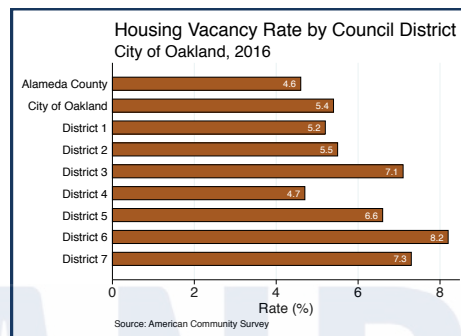 Housing Vacancy Rate by Council District
City of Oakland, 2016
Alameda County 4.6
City of Oakland 5.4
District 1 5.2
District 2 5.5
District 3 7.1
District 4 4.7
District 5 6.6
District 6 8.2
District 7 7.3
0 2 4 6 8
Rate (%)
Source: American Community Survey